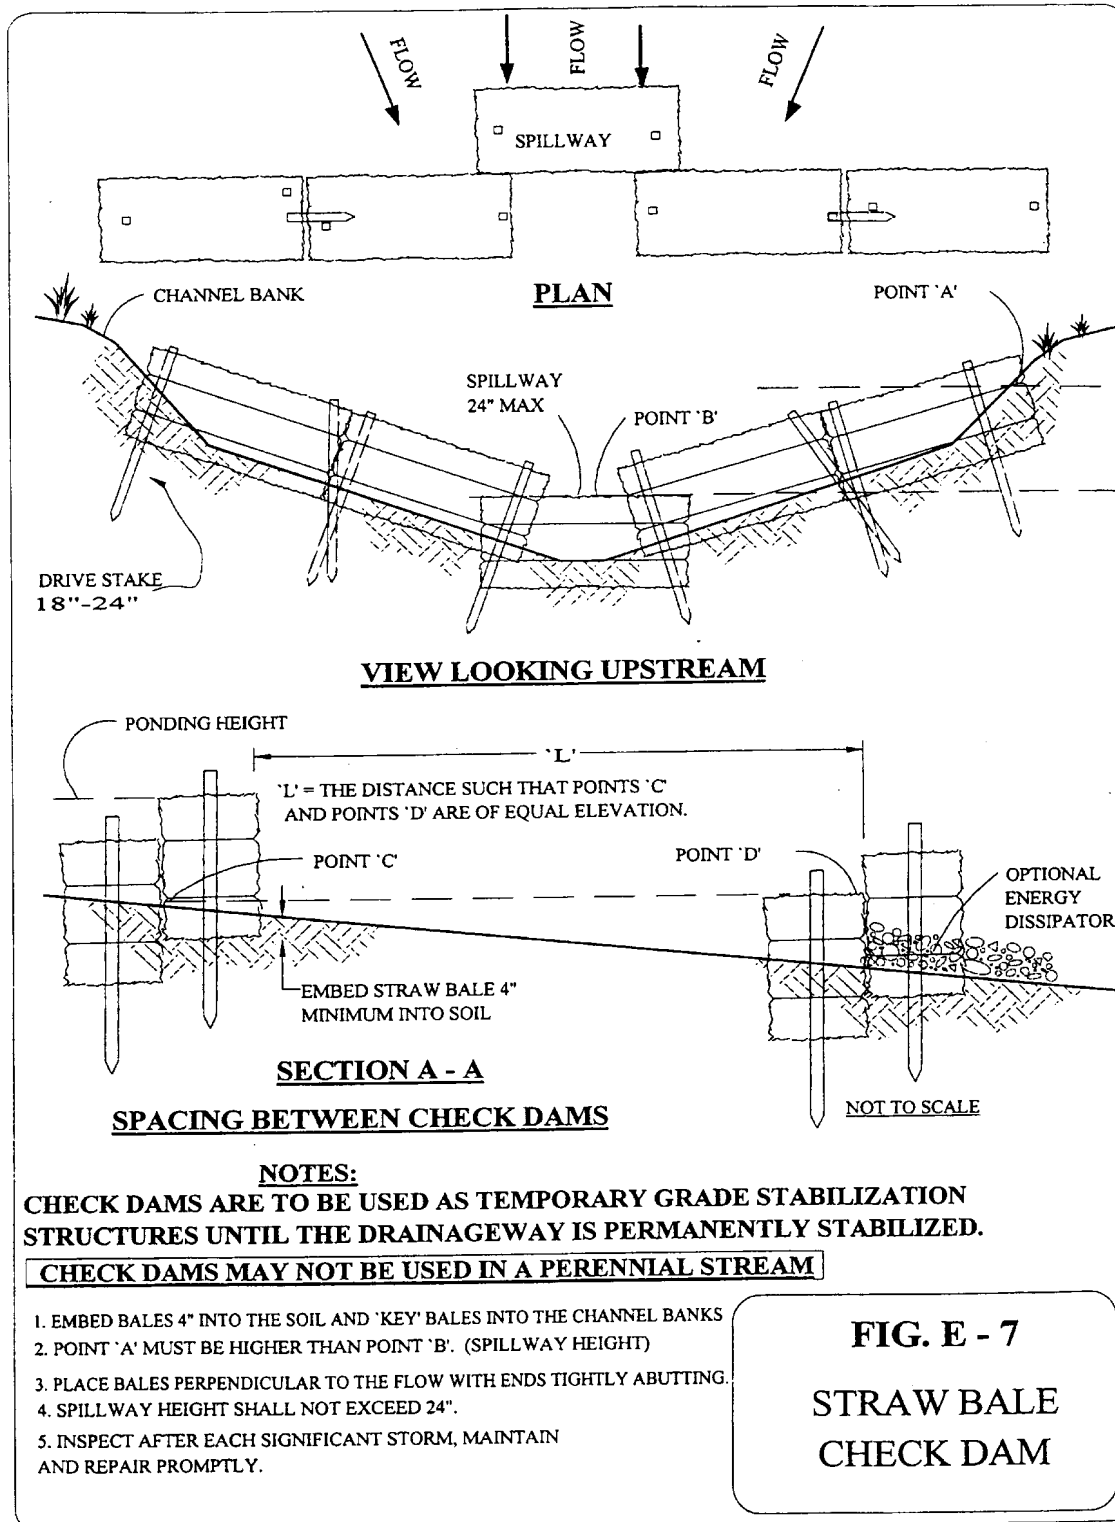 FLOW
FLOW
FLOW
SPILLWAY
PLAN
CHANNEL BANK
POINT 'A'
SPILLWAY
24" MAX
POINT 'B'
DRIVE STAKE
18"-24"
VIEW LOOKING UPSTREAM
PONDING HEIGHT
'L'
'L' = THE DISTANCE SUCH THAT POINTS 'C'
AND POINTS 'D' ARE OF EQUAL ELEVATION.
POINT 'C'
POINT 'D'
OPTIONAL
ENERGY
DISSIPATOR
EMBED STRAW BALE 4"
MINIMUM INTO SOIL
SECTION A - A
SPACING BETWEEN CHECK DAMS
NOT TO SCALE
NOTES:
CHECK DAMS ARE TO BE USED AS TEMPORARY GRADE STABILIZATION
STRUCTURES UNTIL THE DRAINAGEWAY IS PERMANENTLY STABILIZED.
CHECK DAMS MAY NOT BE USED IN A PERENNIAL STREAM
1. EMBED BALES 4" INTO THE SOIL AND 'KEY' BALES INTO THE CHANNEL BANKS
2. POINT 'A' MUST BE HIGHER THAN POINT 'B'. (SPILLWAY HEIGHT)
3. PLACE BALES PERPENDICULAR TO THE FLOW WITH ENDS TIGHTLY ABUTTING.
4. SPILLWAY HEIGHT SHALL NOT EXCEED 24".
5. INSPECT AFTER EACH SIGNIFICANT STORM, MAINTAIN
AND REPAIR PROMPTLY.
FIG. E - 7
STRAW BALE
CHECK DAM